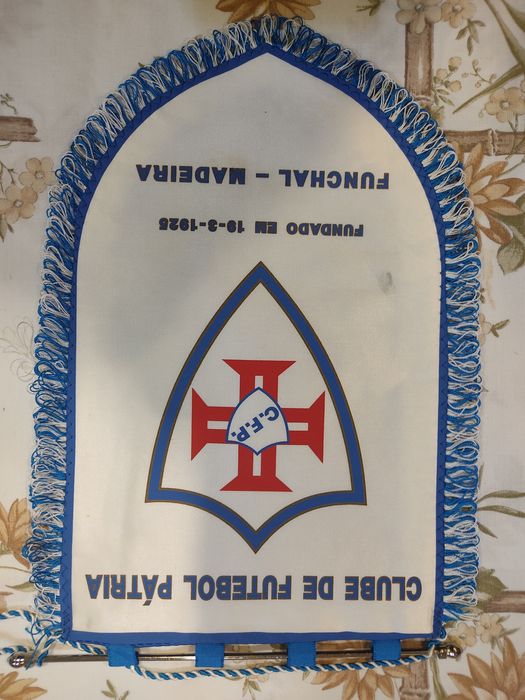 CLUBE DE FUTEBOL PÁTRIA
C.F.P.
FUNDADO EM 19-3-1925
FUNCHAL – MADEIRA